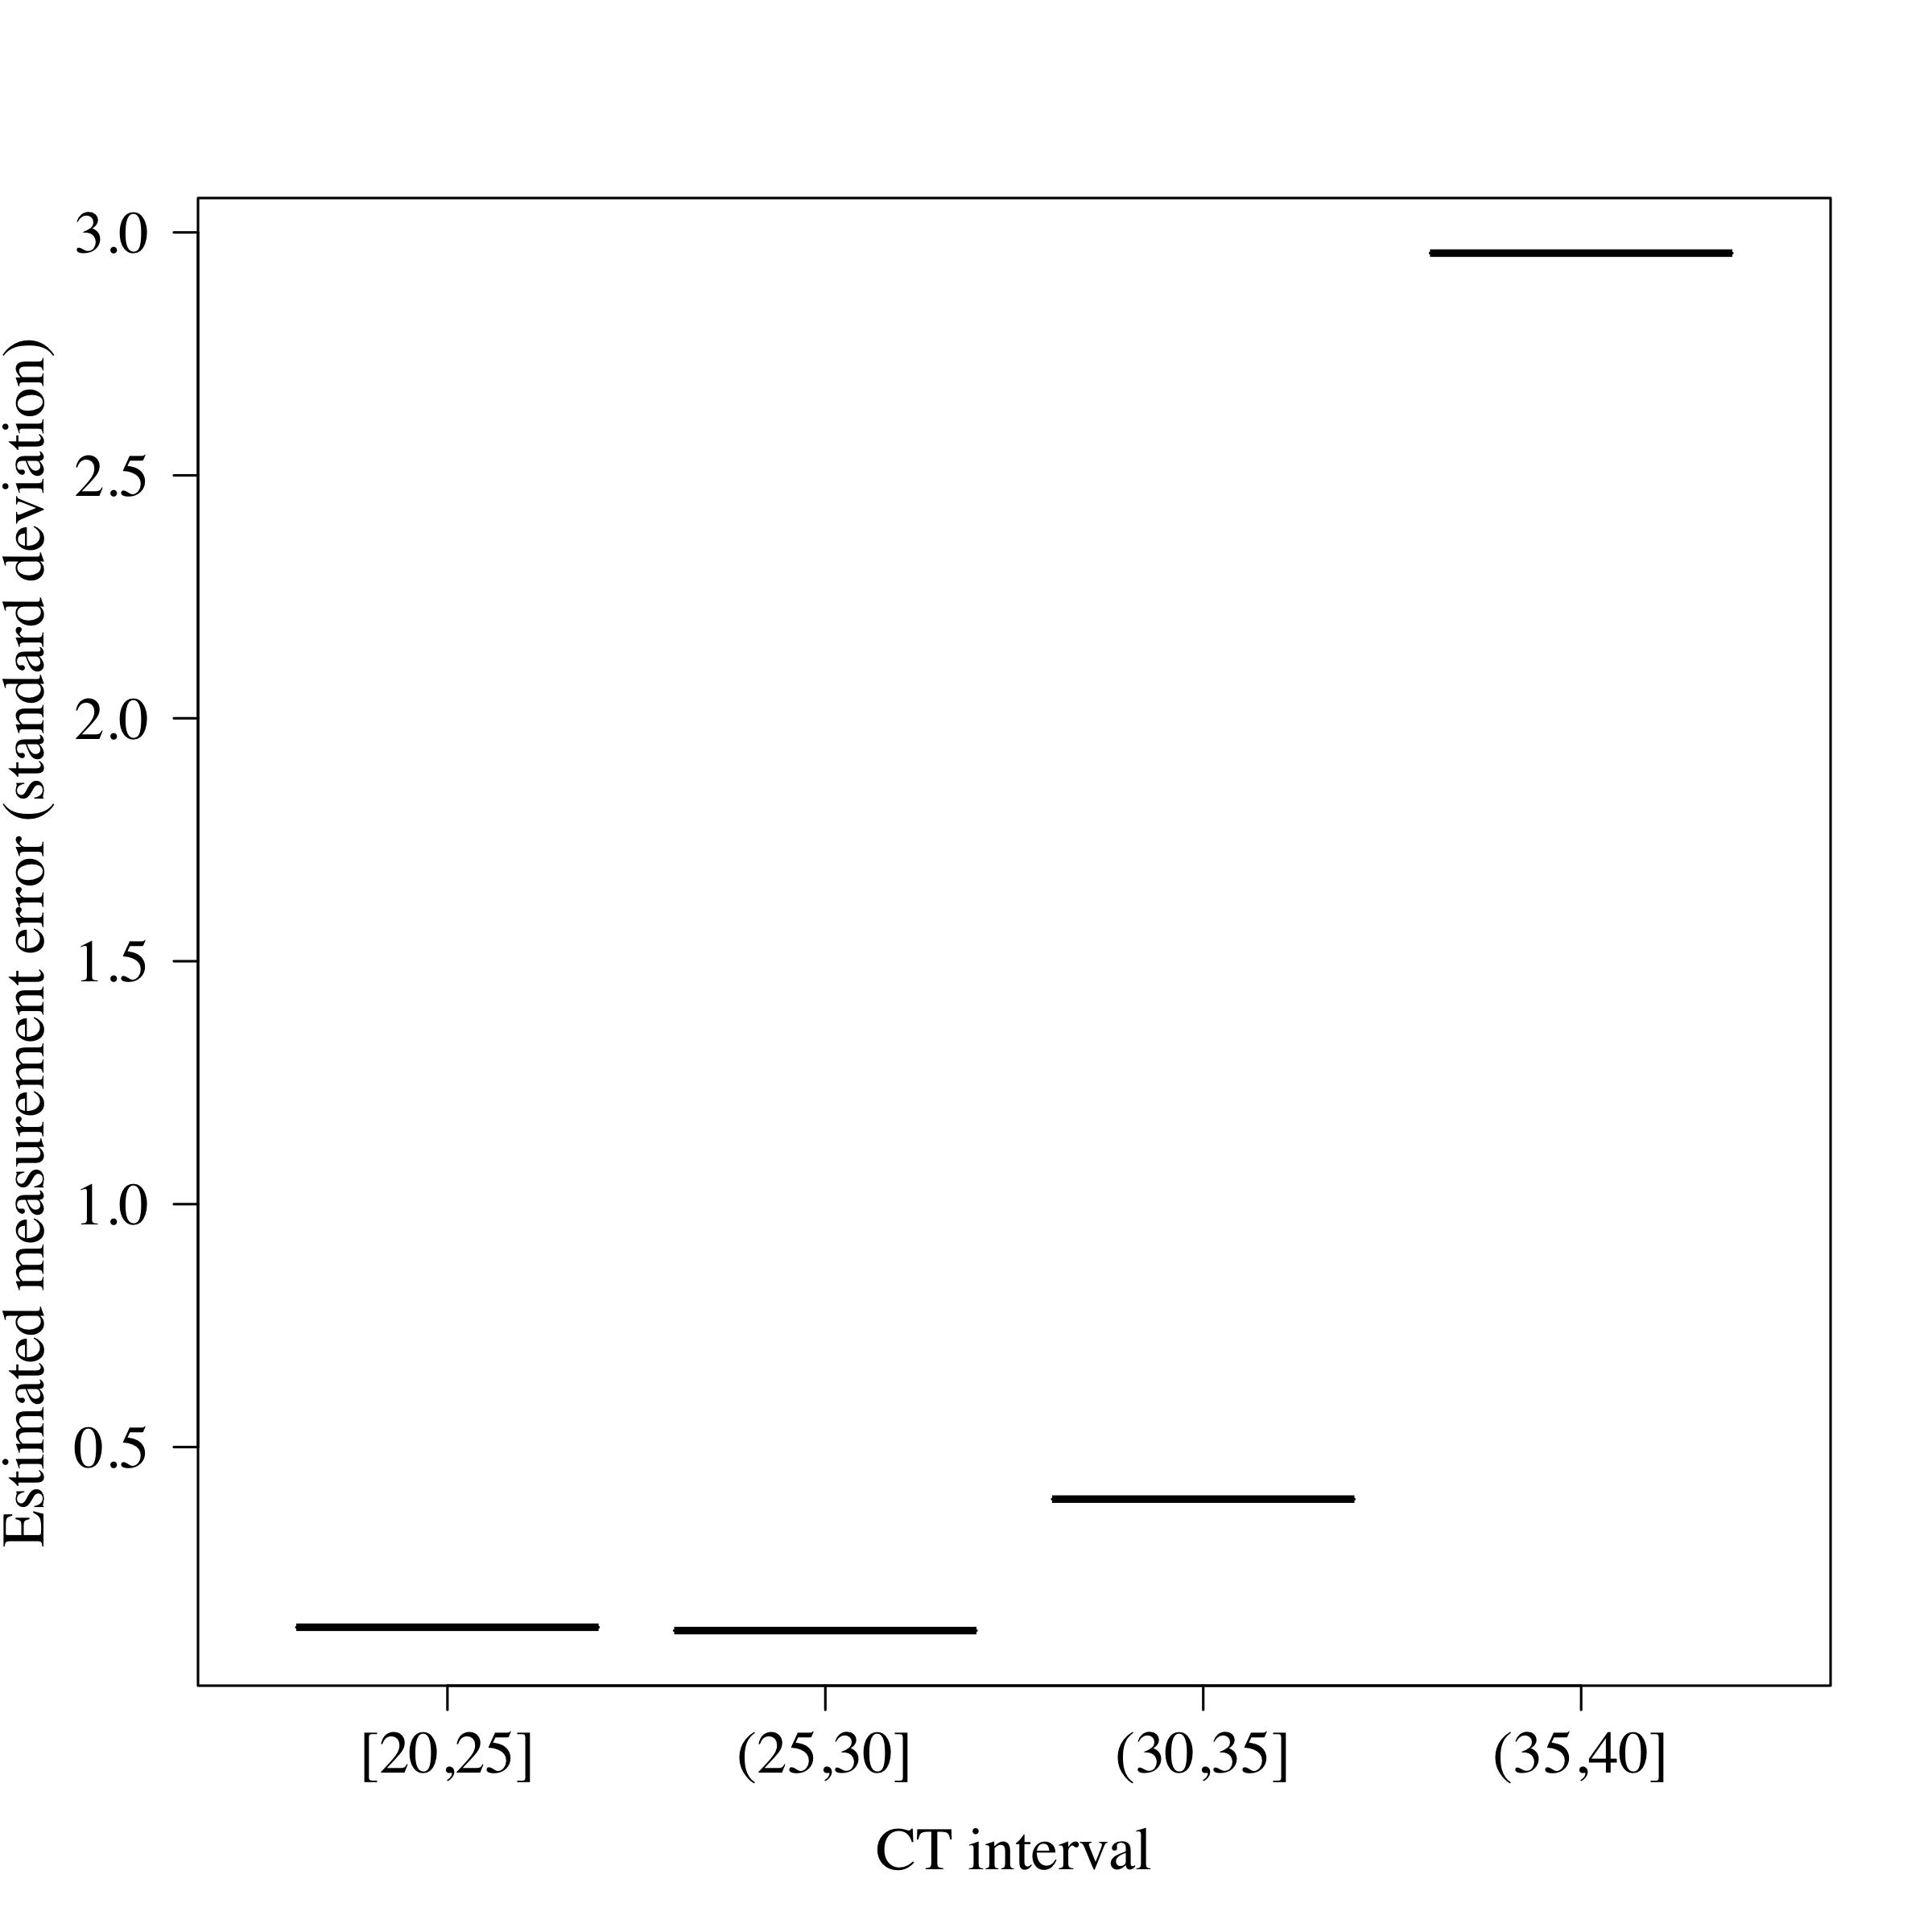 Estimated measurement error (standard deviation)
3.0
2.5
2.0
1.5
1.0
0.5
[20,25] (25,30] (30,35] (35,40]
CT interval